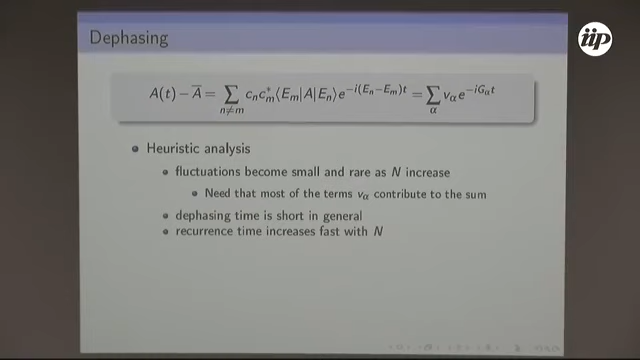 Dephasing
iip
A(t) − A̅ = ∑_{n≠m} c_n c_m^* ⟨E_m|A|E_n⟩ e^{−i(E_n−E_m)t} = ∑_α v_α e^{−iG_α t}
Heuristic analysis
fluctuations become small and rare as N increase
Need that most of the terms v_α contribute to the sum
dephasing time is short in general
recurrence time increases fast with N